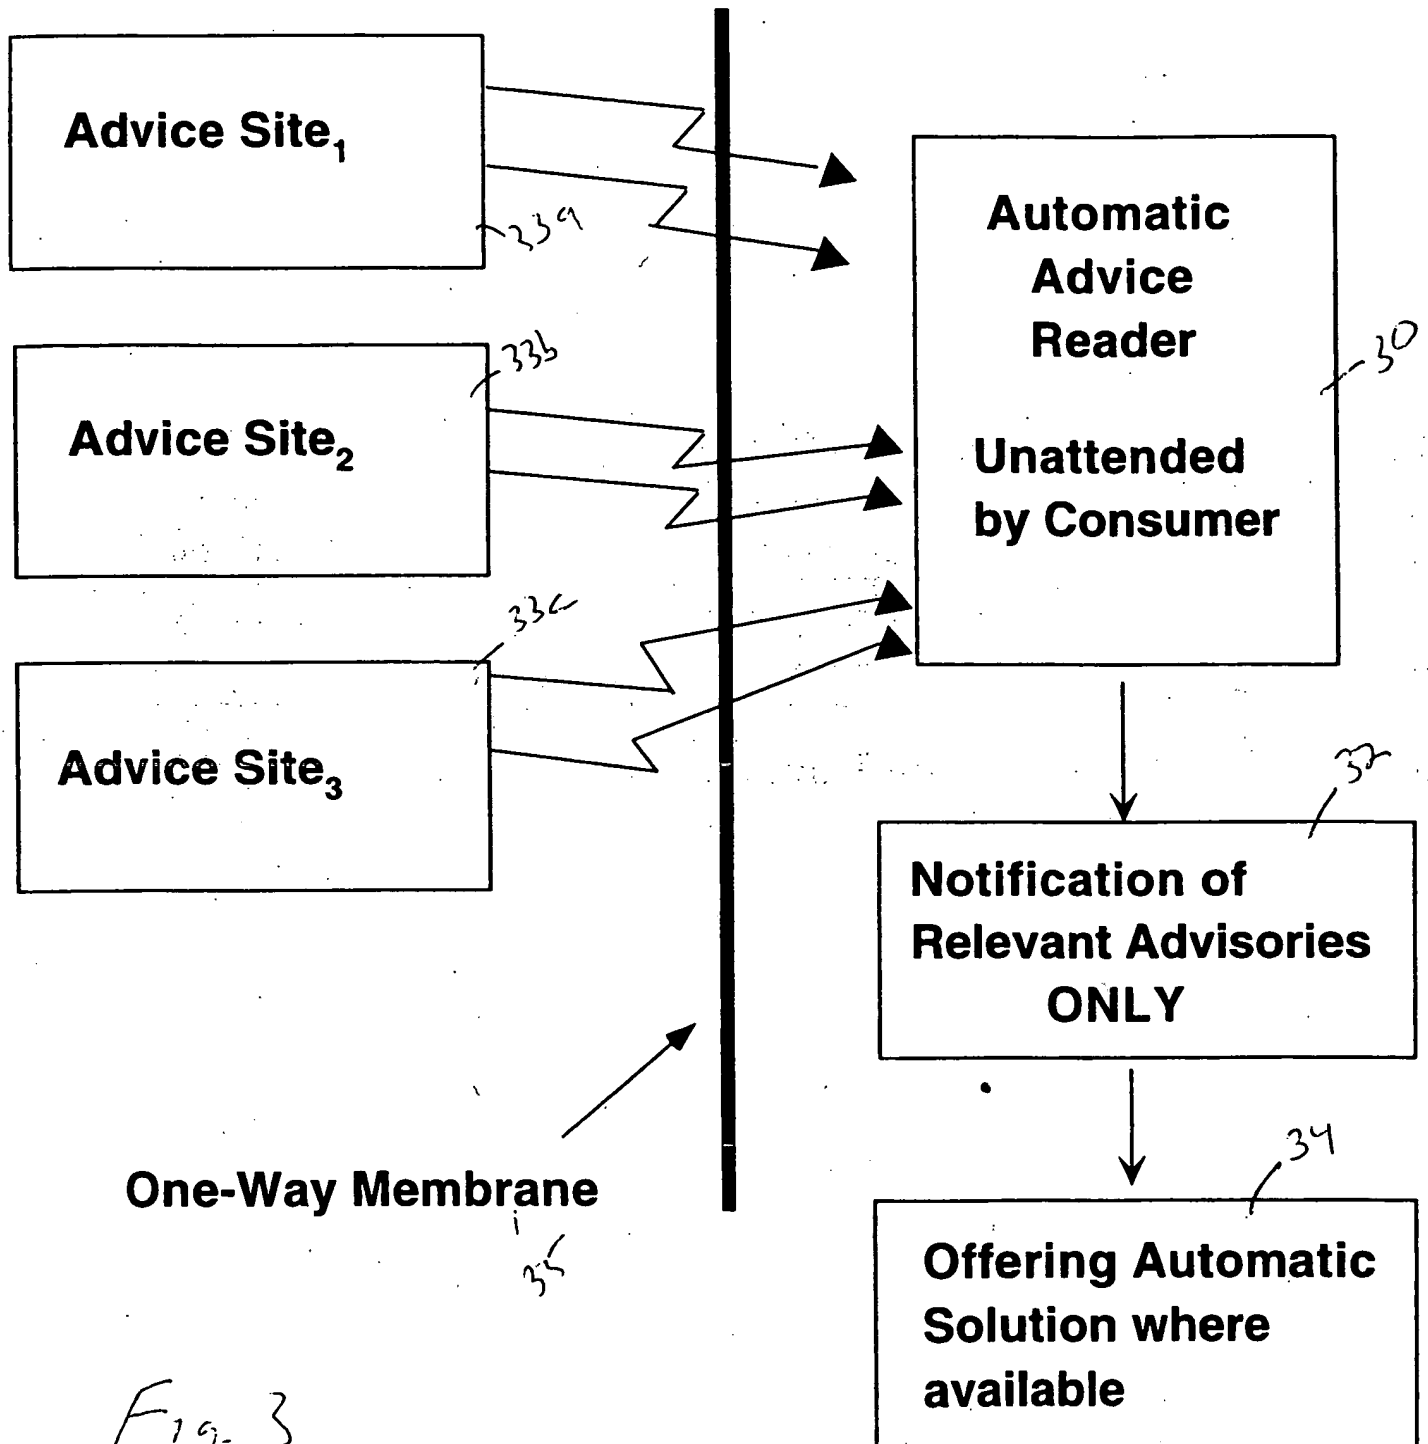 Advice Site₁
33a
Advice Site₂
33b
Advice Site₃
33c
One-Way Membrane
35
Automatic
Advice
Reader
Unattended
by Consumer
30
Notification of
Relevant Advisories
ONLY
32
Offering Automatic
Solution where
available
34
Fig. 3